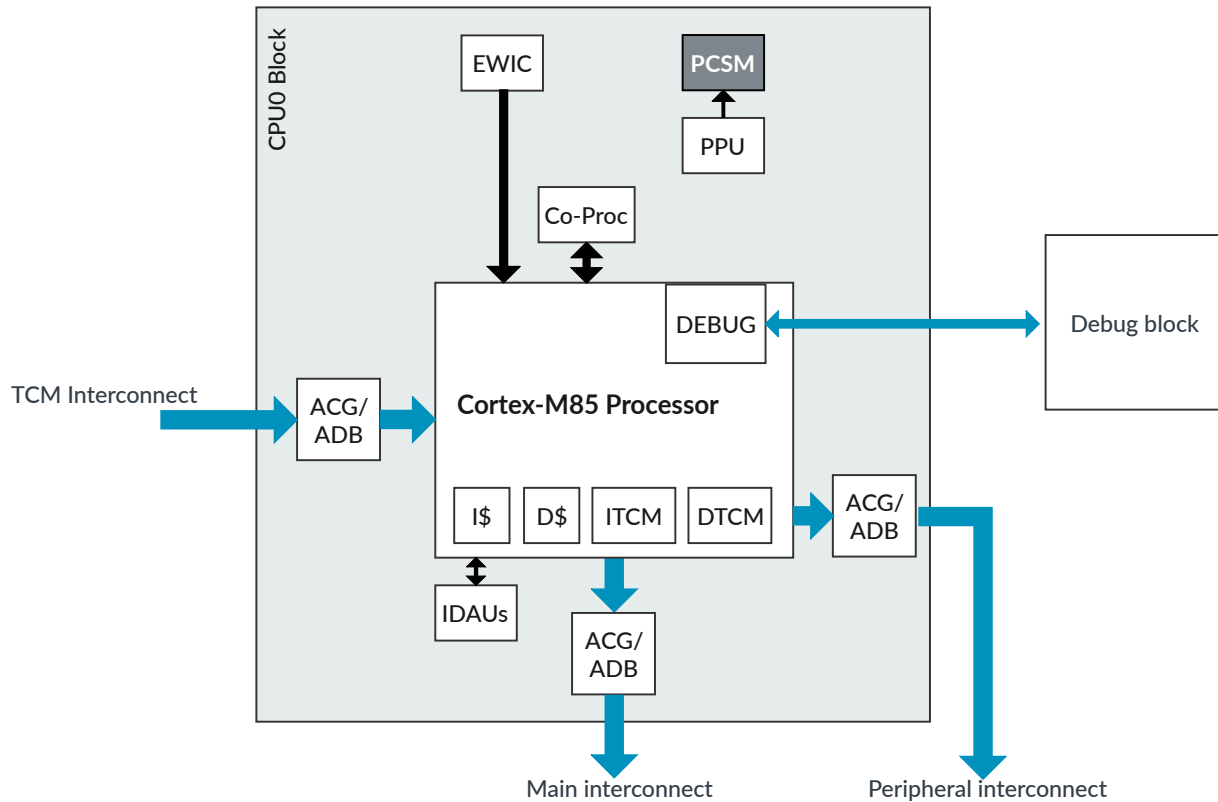 CPU0 Block
EWIC
PCSM
PPU
Co-Proc
DEBUG
Debug block
TCM Interconnect
ACG/
ADB
Cortex-M85 Processor
I$
D$
ITCM
DTCM
ACG/
ADB
IDAUs
ACG/
ADB
Main interconnect
Peripheral interconnect